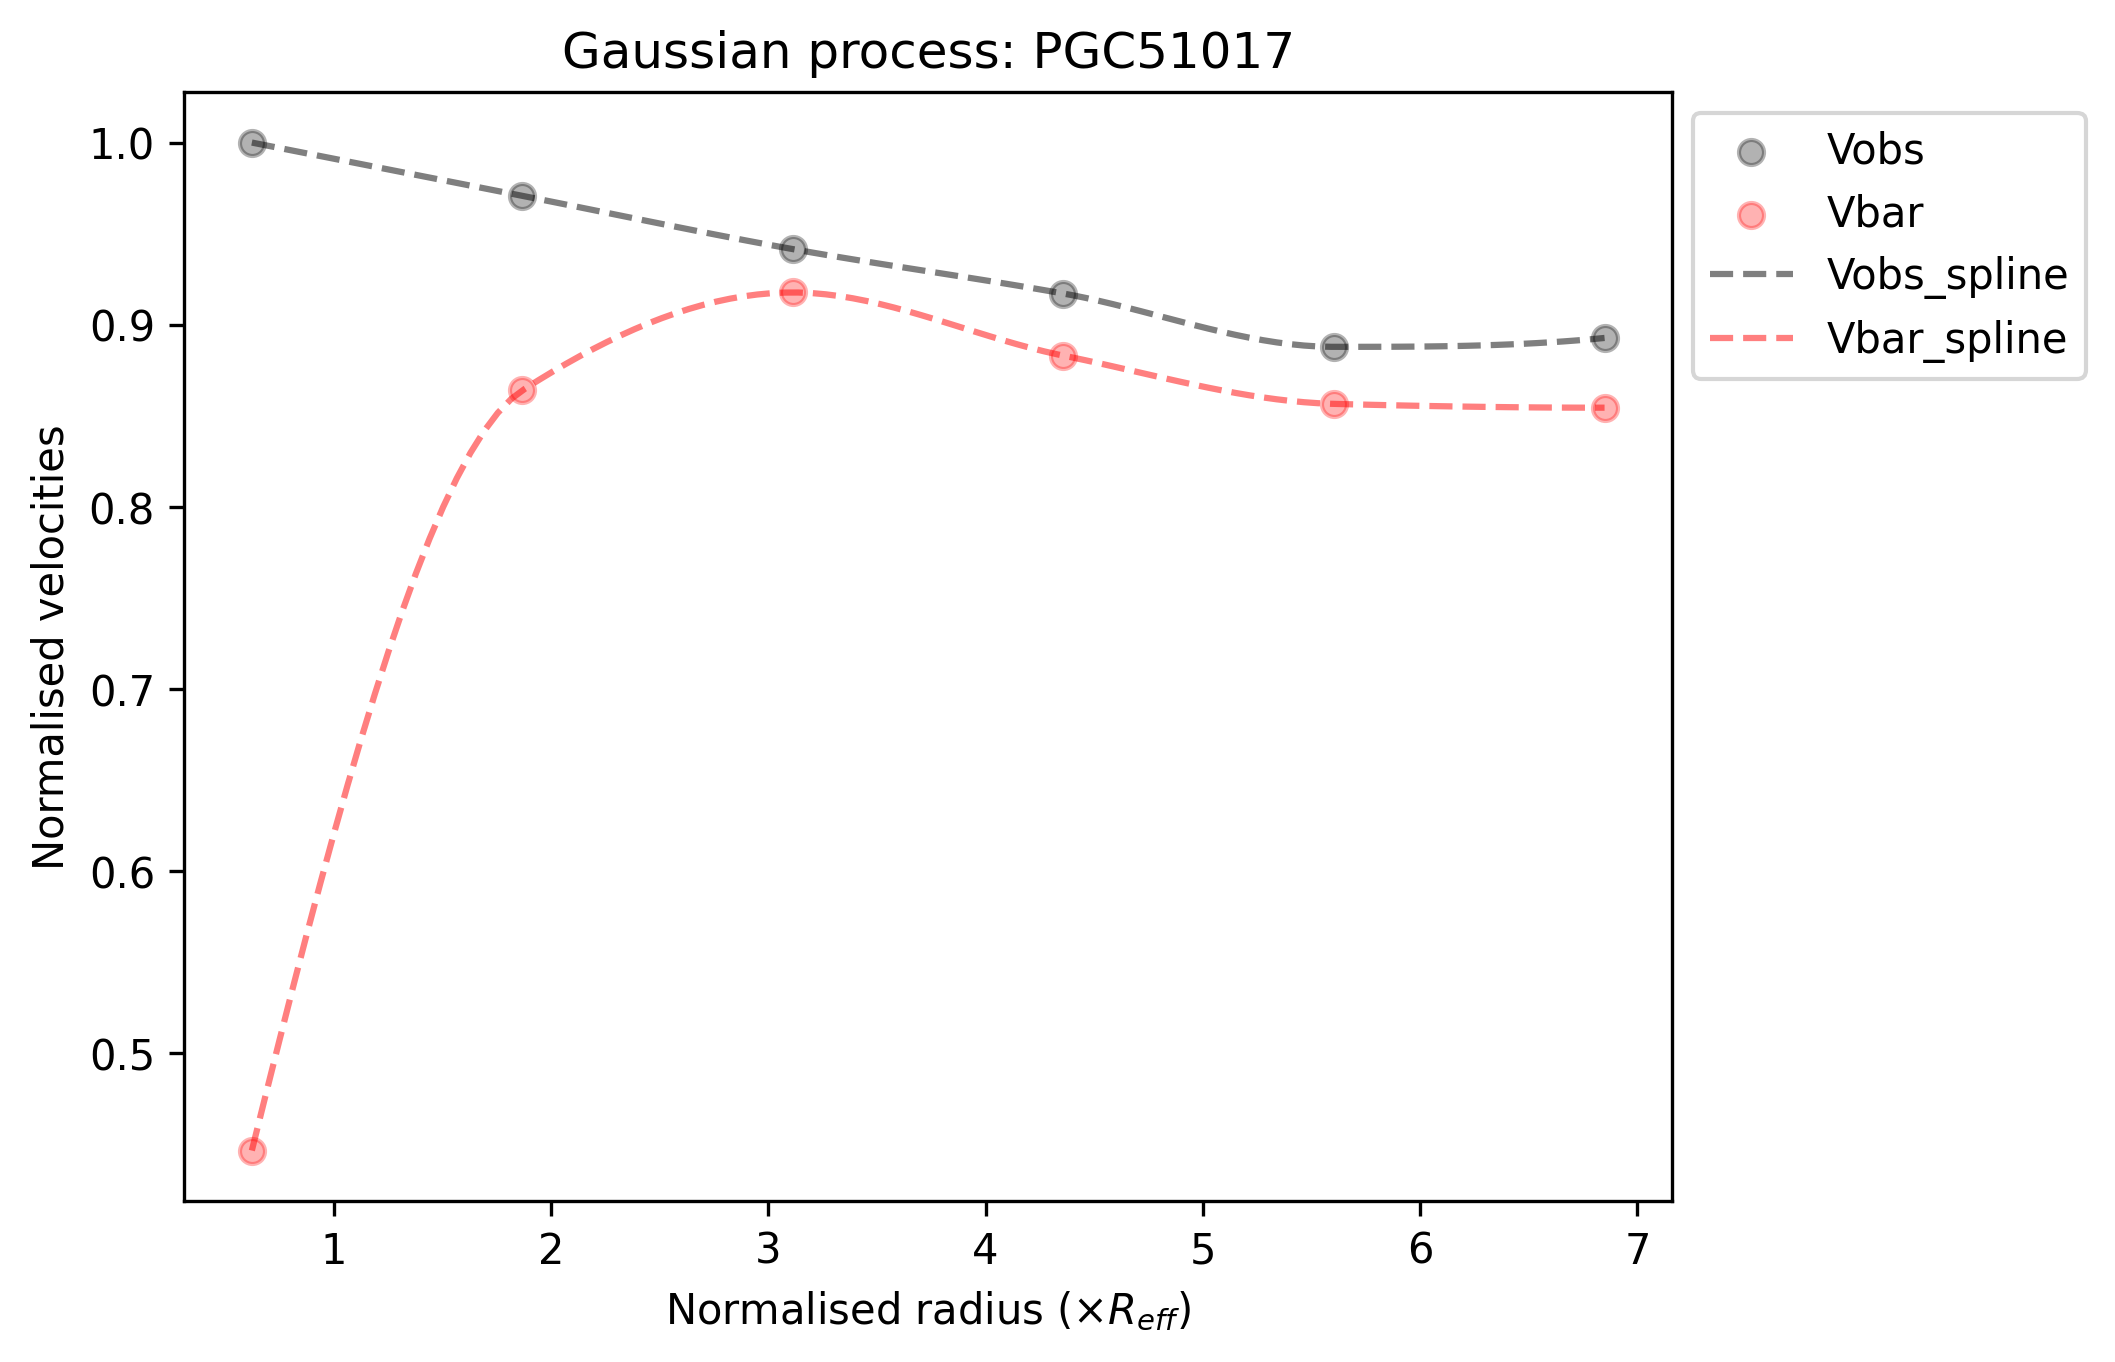 Gaussian process: PGC51017
Vobs
Vbar
Vobs_spline
Vbar_spline
Normalised velocities
1.0
0.9
0.8
0.7
0.6
0.5
1 2 3 4 5 6 7
Normalised radius (×R_eff)